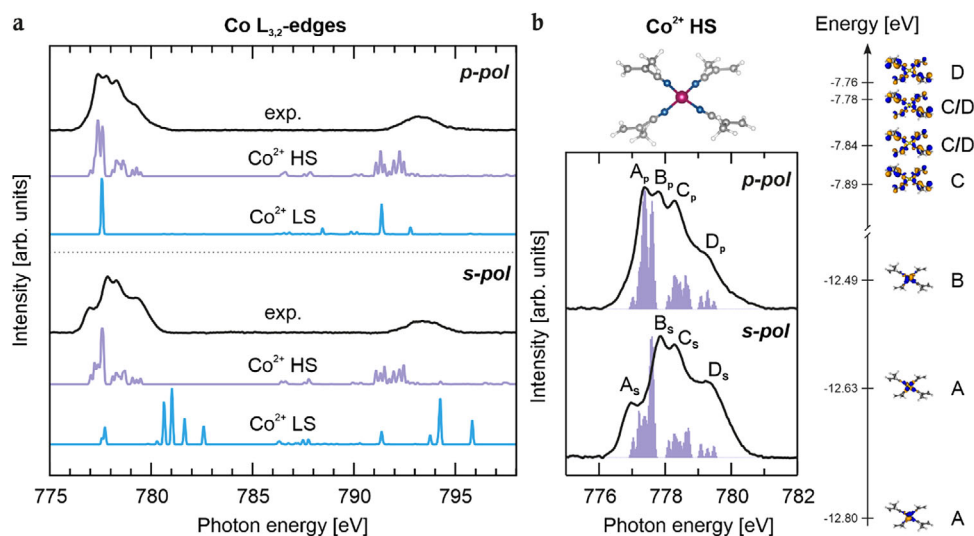 a
Co L3,2-edges
p-pol
exp.
Co2+ HS
Co2+ LS
s-pol
exp.
Co2+ HS
Co2+ LS
Intensity [arb. units]
775 780 785 790 795
Photon energy [eV]
b
Co2+ HS
Ap Bp Cp
Dp
p-pol
As
Bs Cs
Ds
s-pol
Intensity [arb. units]
776 778 780 782
Photon energy [eV]
Energy [eV]
-7.76 D
-7.78 C/D
-7.84 C/D
-7.89 C
-12.49 B
-12.63 A
-12.80 A